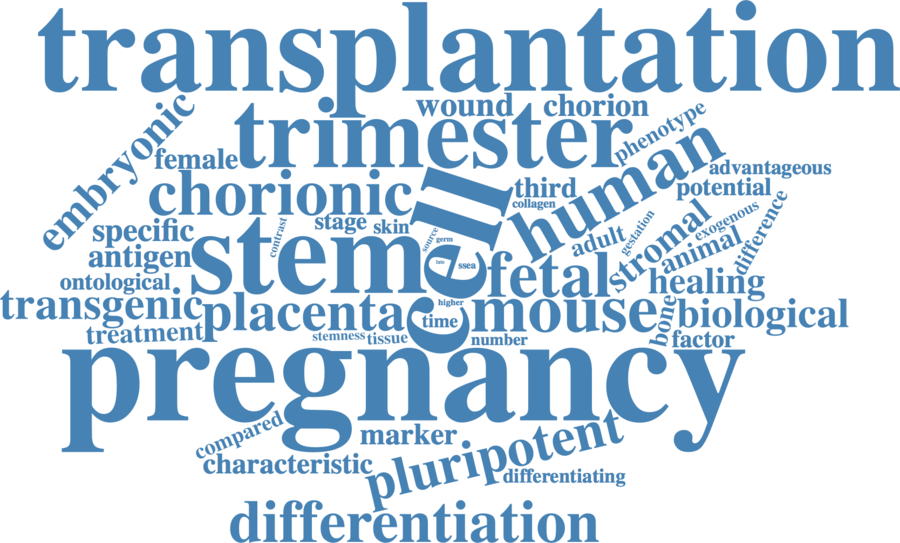 transplantation
wound chorion
trimester
phenotype
embryonic
female
human
advantageous
chorionic
third
potential
collagen
cell
specific
stage
skin
contrast
source
germ
adult
gestation
stromal
exogenous
difference
antigen
stem
late
ssea
fetal
animal
ontological
healing
transgenic
placenta
higher
time
mouse
bone
biological
treatment
stemness
tissue
number
factor
pregnancy
compared
marker
pluripotent
characteristic
differentiating
differentiation